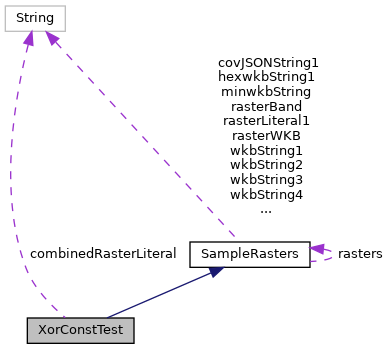 String
covJSONString1
hexwkbString1
minwkbString
rasterBand
rasterLiteral1
rasterWKB
wkbString1
wkbString2
wkbString3
wkbString4
...
combinedRasterLiteral
SampleRasters
rasters
XorConstTest